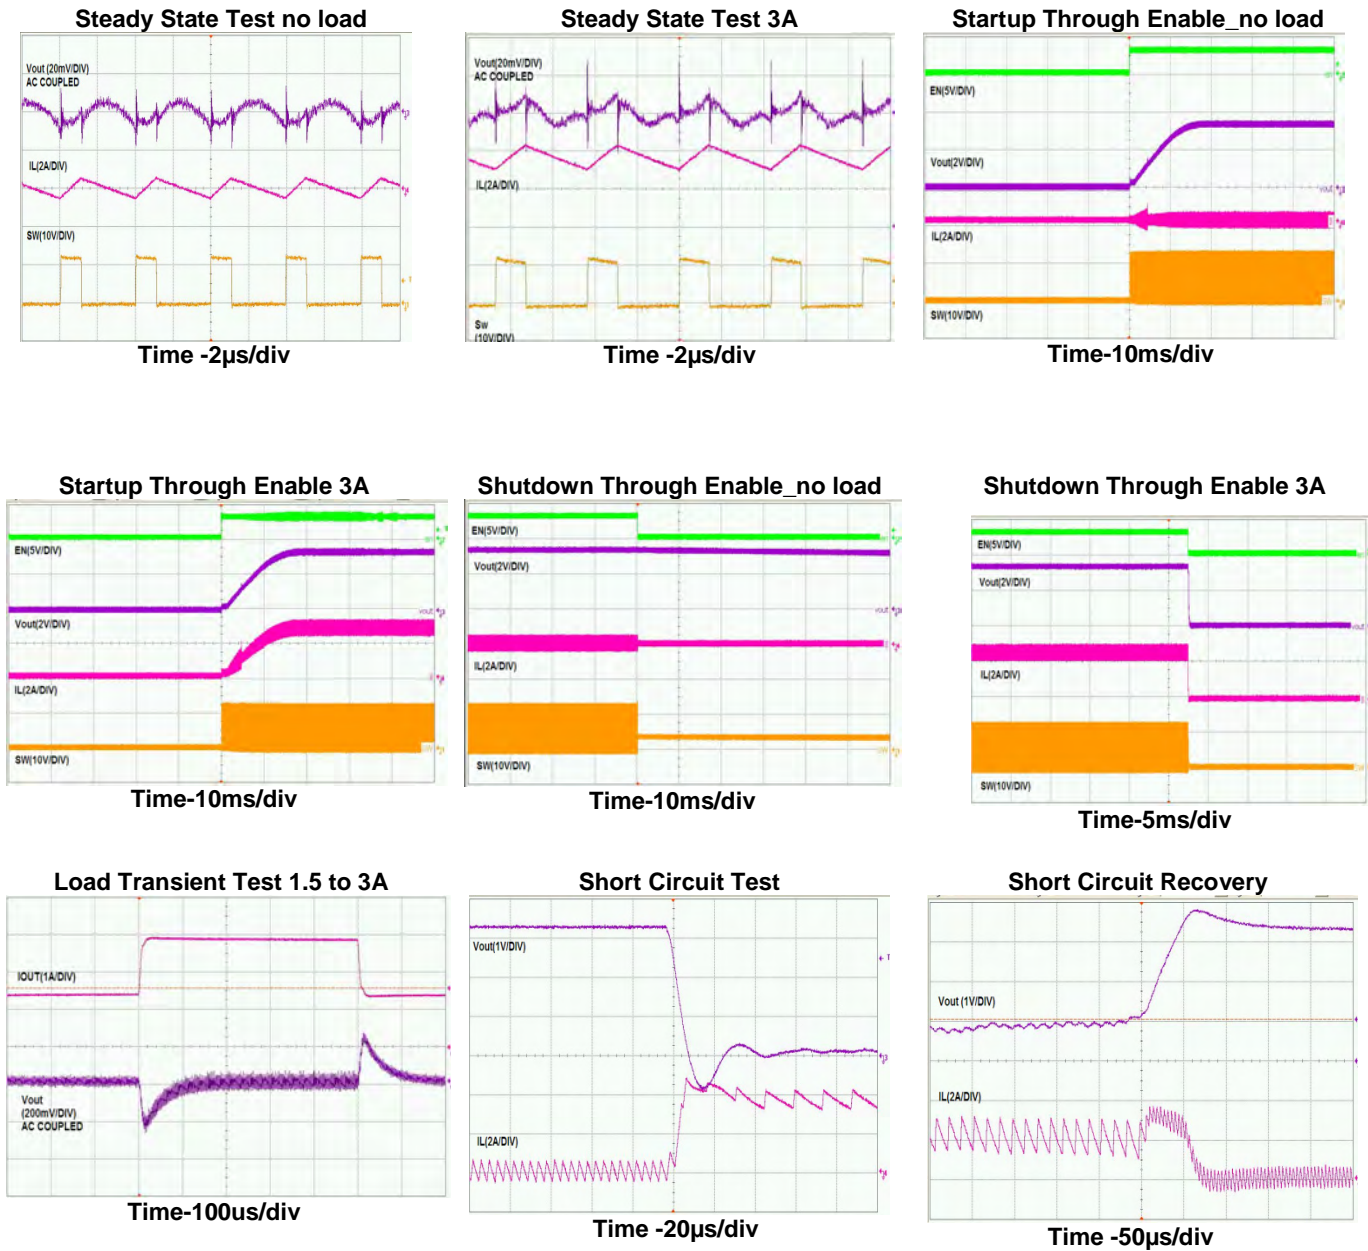 Steady State Test no load
Steady State Test 3A
Startup Through Enable_no load
Vout (20mV/DIV)
AC COUPLED
IL(2A/DIV)
SW(10V/DIV)
Vout(20mV/DIV)
AC COUPLED
IL(2A/DIV)
Sw
(10V/DIV)
EN(5V/DIV)
Vout(2V/DIV)
vout
IL(2A/DIV)
SW(10V/DIV)
Time -2µs/div
Time -2µs/div
Time-10ms/div
Startup Through Enable 3A
Shutdown Through Enable_no load
Shutdown Through Enable 3A
EN(5V/DIV)
vout
Vout(2V/DIV)
IL(2A/DIV)
SW(10V/DIV)
EN(5V/DIV)
Vout(2V/DIV)
vout
IL(2A/DIV)
SW(10V/DIV)
EN(5V/DIV)
Vout(2V/DIV)
vout
IL(2A/DIV)
SW(10V/DIV)
Time-10ms/div
Time-10ms/div
Time-5ms/div
Load Transient Test 1.5 to 3A
Short Circuit Test
Short Circuit Recovery
IOUT(1A/DIV)
Vout
(200mV/DIV)
AC COUPLED
Vout(1V/DIV)
IL(2A/DIV)
Vout (1V/DIV)
IL(2A/DIV)
Time-100us/div
Time -20µs/div
Time -50µs/div